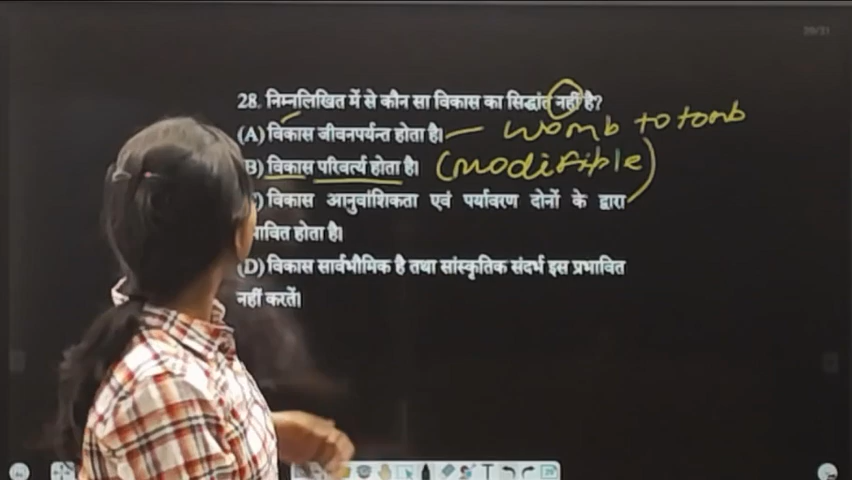 28. निम्नलिखित में से कौन सा विकास का सिद्धांत नहीं है?
(A) विकास जीवनपर्यन्त होता है। — womb to tomb
B) विकास परिवर्त्य होता है। (modifible)
विकास आनुवांशिकता एवं पर्यावरण दोनों के द्वारा
भावित होता है।
(D) विकास सार्वभौमिक है तथा सांस्कृतिक संदर्भ इस प्रभावित
नहीं करतें।